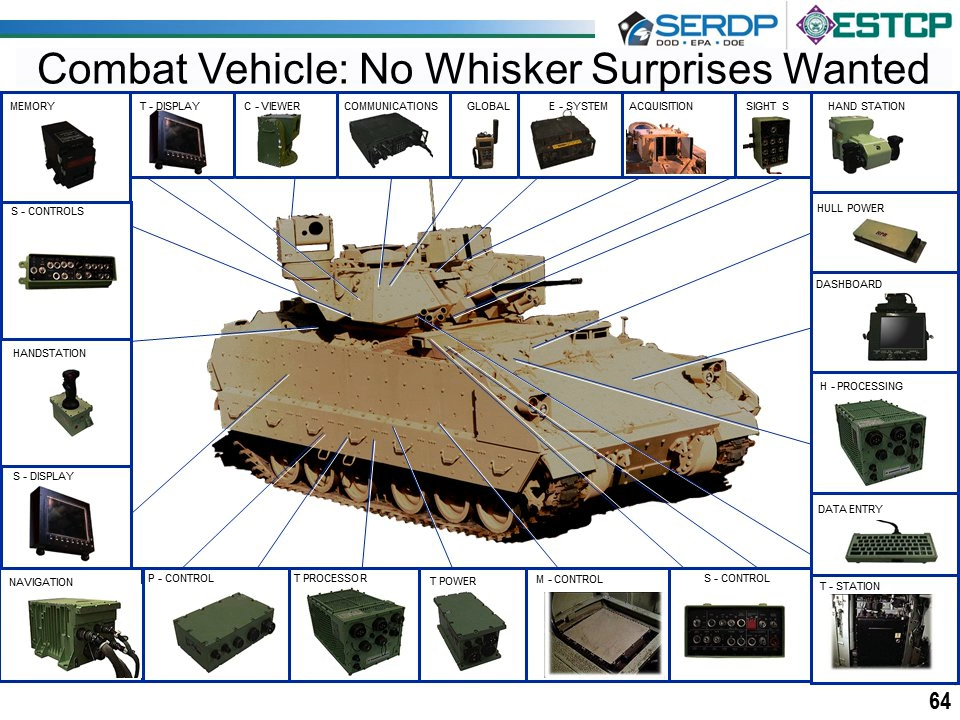 SERDP
DOD • EPA • DOE
ESTCP
Combat Vehicle: No Whisker Surprises Wanted
MEMORY
T - DISPLAY
C - VIEWER
COMMUNICATIONS
GLOBAL
E - SYSTEM
ACQUISITION
SIGHT S
HAND STATION
S - CONTROLS
HULL POWER
DASHBOARD
HANDSTATION
H - PROCESSING
S - DISPLAY
DATA ENTRY
NAVIGATION
P - CONTROL
T PROCESSOR
T POWER
M - CONTROL
S - CONTROL
T - STATION
64